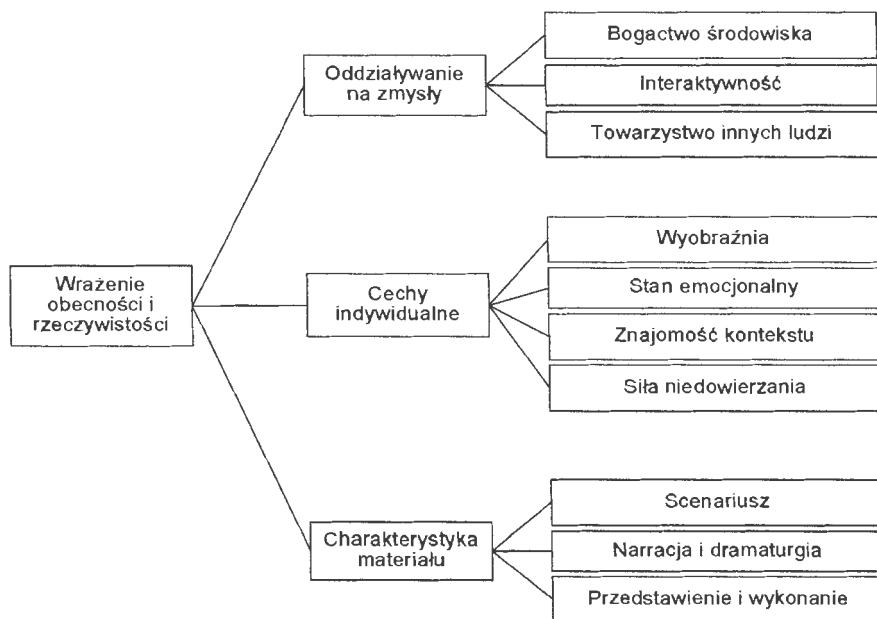 Wrażenie
obecności i
rzeczywistości
Oddziaływanie
na zmysły
Bogactwo środowiska
Interaktywność
Towarzystwo innych ludzi
Cechy
indywidualne
Wyobraźnia
Stan emocjonalny
Znajomość kontekstu
Siła niedowierzania
Charakterystyka
materiału
Scenariusz
Narracja i dramaturgia
Przedstawienie i wykonanie